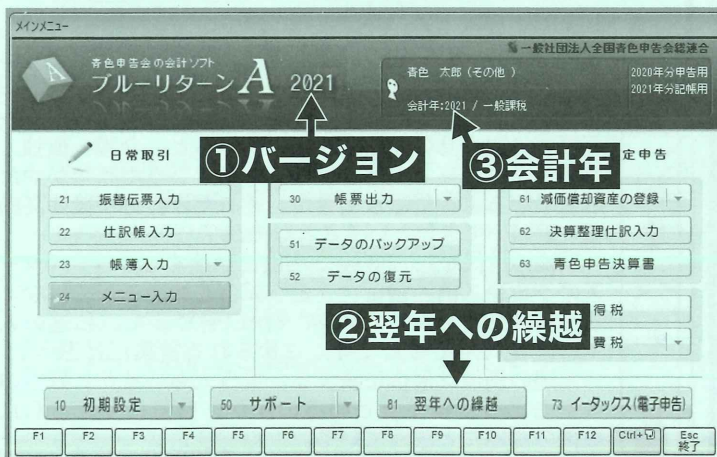 メインメニュー
一般社団法人全国青色申告会総連合
青色申告会の会計ソフト
ブルーリターンA 2021
青色 太郎(その他 )
2020年分申告用
2021年分記帳用
会計年:2021 / 一般課税
①バージョン
③会計年
日常取引
定申告
21 振替伝票入力
22 仕訳帳入力
23 帳簿入力
24 メニュー入力
30 帳票出力
51 データのバックアップ
52 データの復元
61 減価償却資産の登録
62 決算整理仕訳入力
63 青色申告決算書
得税
費税
②翌年への繰越
10 初期設定
50 サポート
81 翌年への繰越
73 イータックス(電子申告)
F1 F2 F3 F4 F5 F6 F7 F8 F9 F10 F11 F12 Ctrl+ Esc
終了